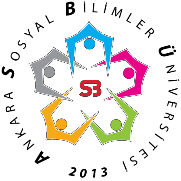 ANKARA SOSYAL BİLİMLER ÜNİVERSİTESİ
SB
2013